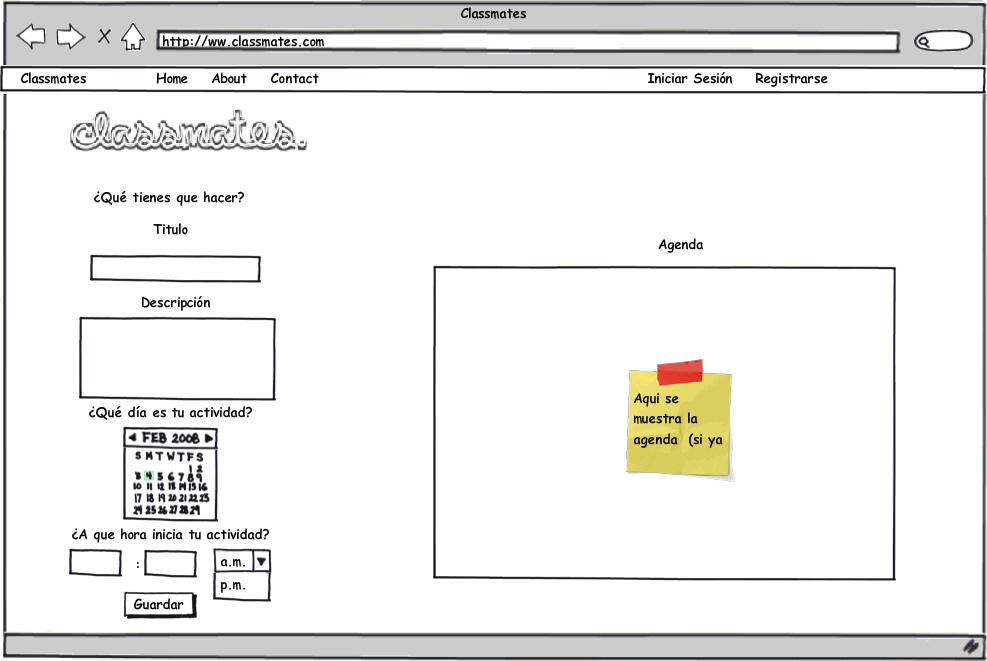 Classmates
http://ww.classmates.com
Classmates Home About Contact Iniciar Sesión Registrarse
classmates.
¿Qué tienes que hacer?
Titulo
Descripción
¿Qué día es tu actividad?
FEB 2008
S M T W T F S
1 2
3 4 5 6 7 8 9
10 11 12 13 14 15 16
17 18 19 20 21 22 23
24 25 26 27 28 29
¿A que hora inicia tu actividad?
: a.m.
p.m.
Guardar
Agenda
Aqui se
muestra la
agenda (si ya